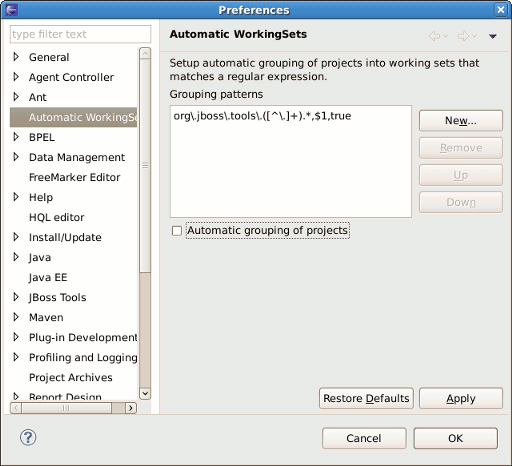 Preferences
type filter text
General
Agent Controller
Ant
Automatic WorkingSe
BPEL
Data Management
FreeMarker Editor
Help
HQL editor
Install/Update
Java
Java EE
JBoss Tools
Maven
Plug-in Development
Profiling and Logging
Project Archives
Report Design
Automatic WorkingSets
Setup automatic grouping of projects into working sets that
matches a regular expression.
Grouping patterns
org\.jboss\.tools\.([^\.]+).*,$1,true
New...
Remove
Up
Down
Automatic grouping of projects
Restore Defaults
Apply
Cancel
OK